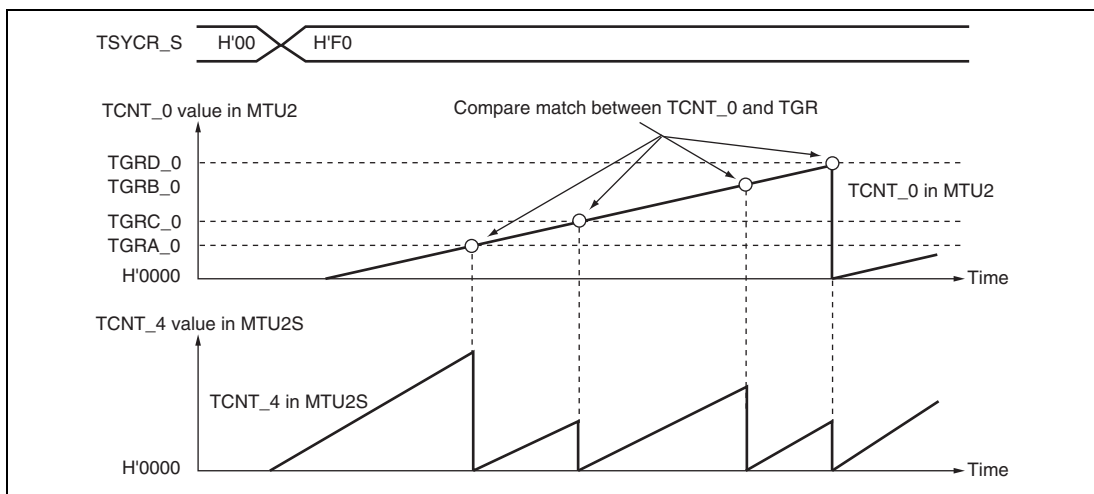 TSYCR_S H'00 H'F0
TCNT_0 value in MTU2
Compare match between TCNT_0 and TGR
TGRD_0
TGRB_0
TCNT_0 in MTU2
TGRC_0
TGRA_0
H'0000
Time
TCNT_4 value in MTU2S
TCNT_4 in MTU2S
H'0000
Time